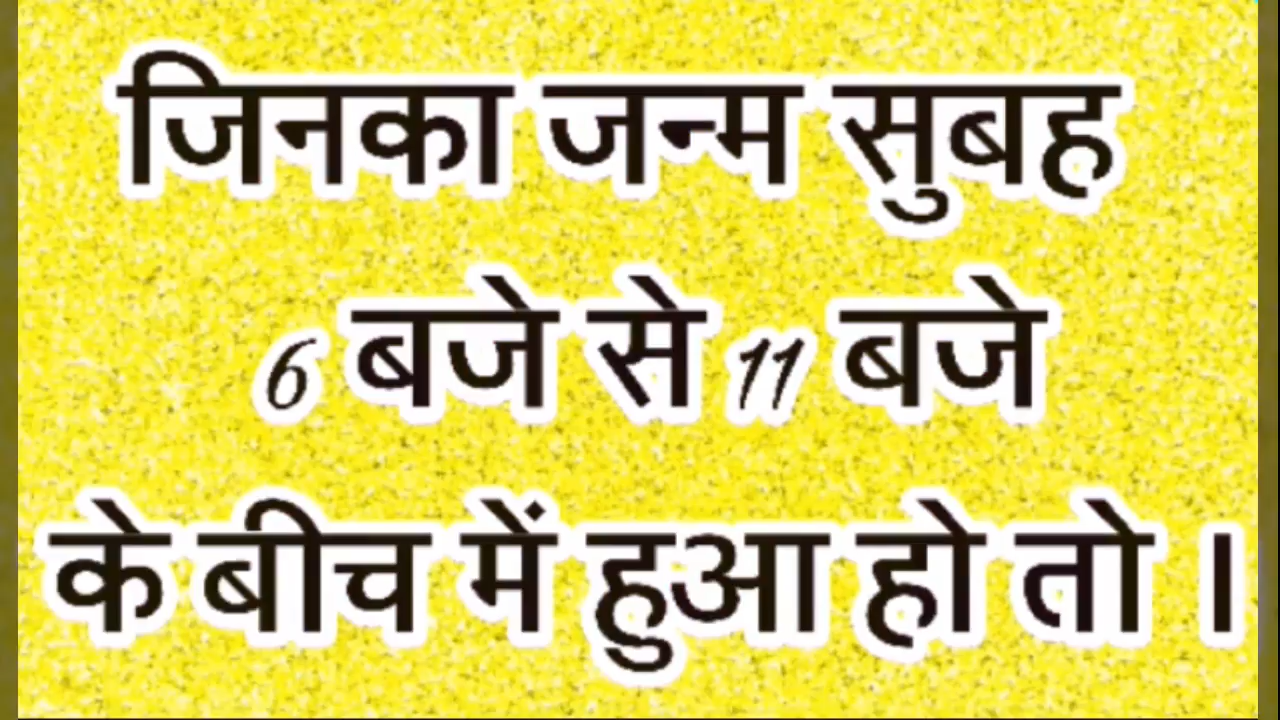 जिनका जन्म सुबह
6 बजे से 11 बजे
के बीच में हुआ हो तो ।